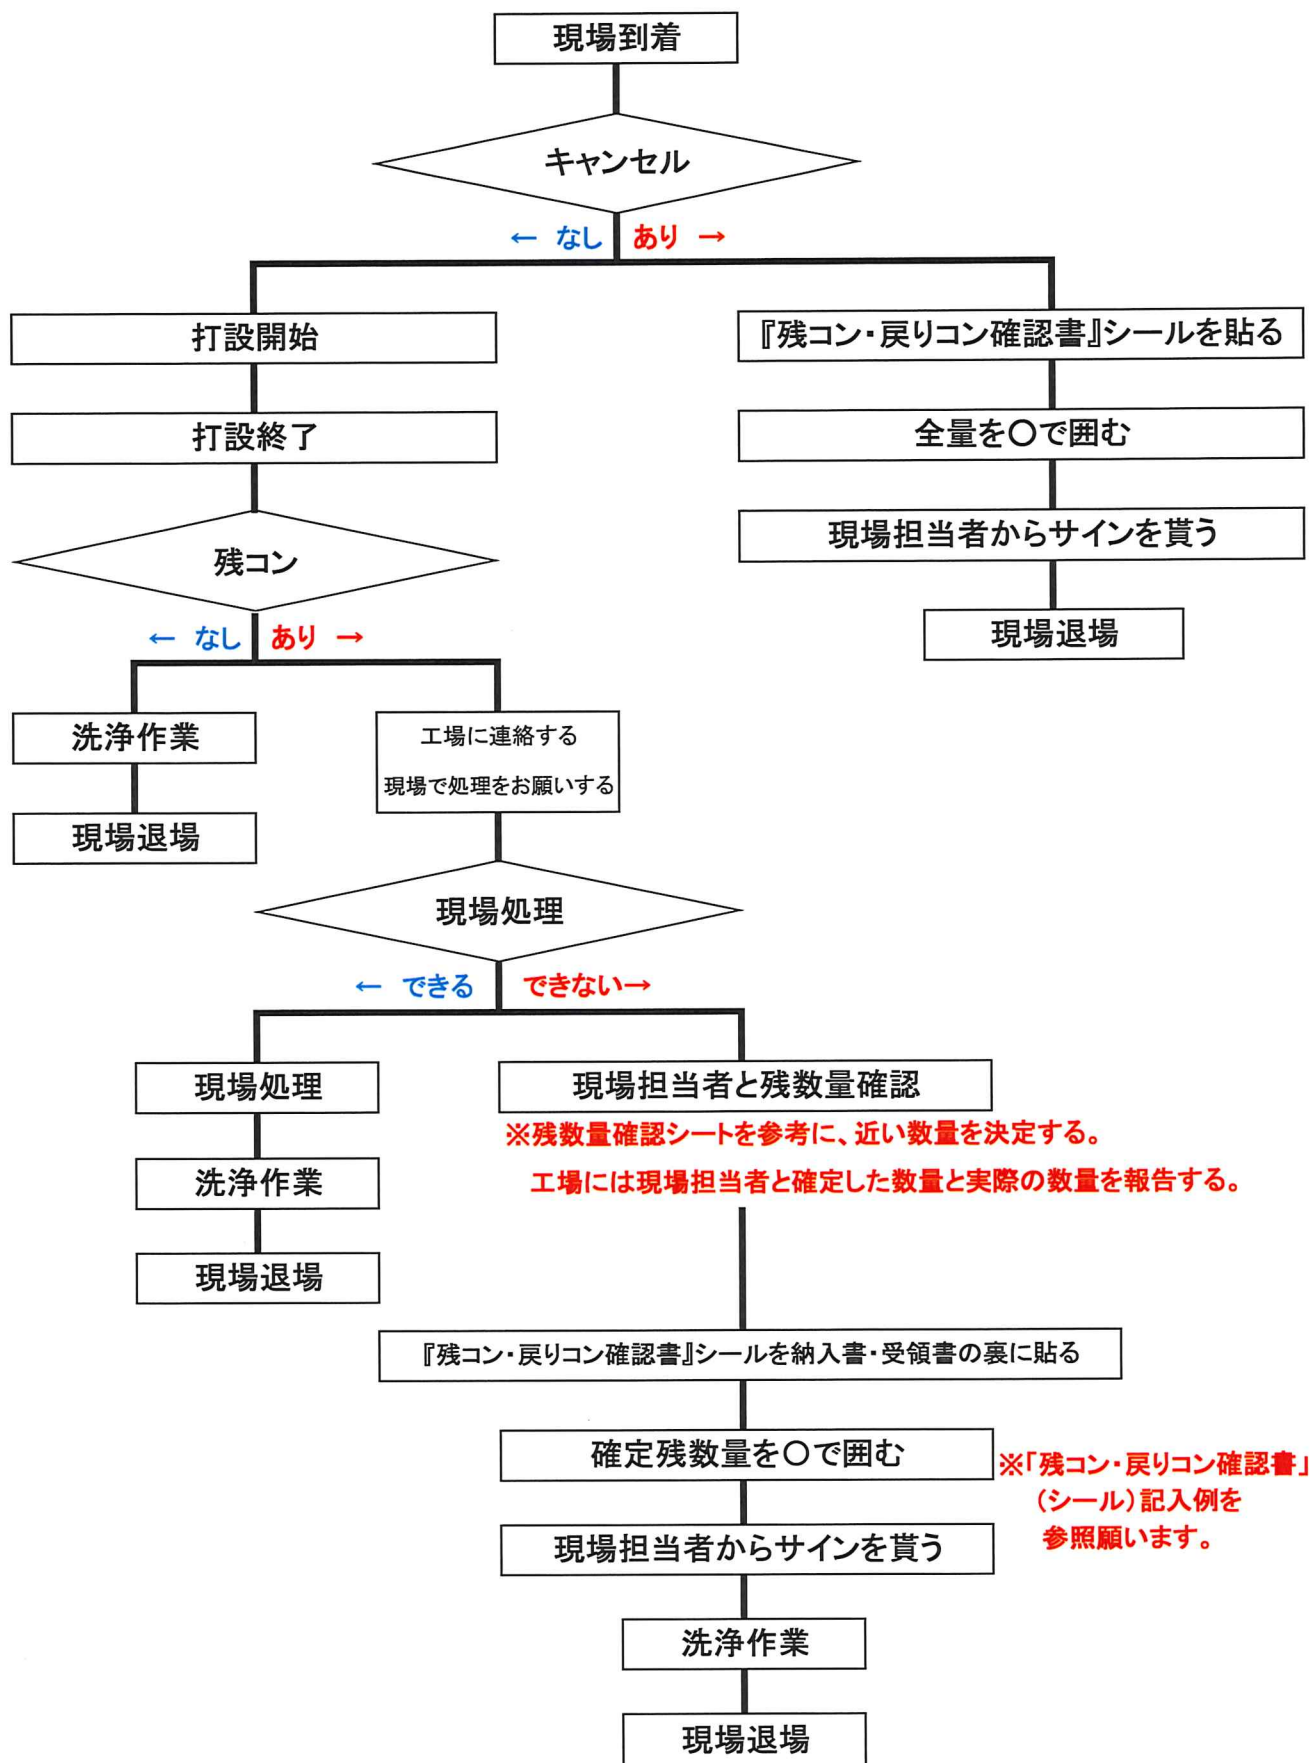 現場到着
キャンセル
← なし
あり →
打設開始
『残コン・戻りコン確認書』シールを貼る
打設終了
全量を〇で囲む
残コン
現場担当者からサインを貰う
← なし
あり →
現場退場
洗浄作業
工場に連絡する
現場で処理をお願いする
現場退場
現場処理
← できる
できない→
現場処理
現場担当者と残数量確認
※残数量確認シートを参考に、近い数量を決定する。
洗浄作業
工場には現場担当者と確定した数量と実際の数量を報告する。
現場退場
『残コン・戻りコン確認書』シールを納入書・受領書の裏に貼る
確定残数量を〇で囲む
※「残コン・戻りコン確認書」
(シール)記入例を
参照願います。
現場担当者からサインを貰う
洗浄作業
現場退場